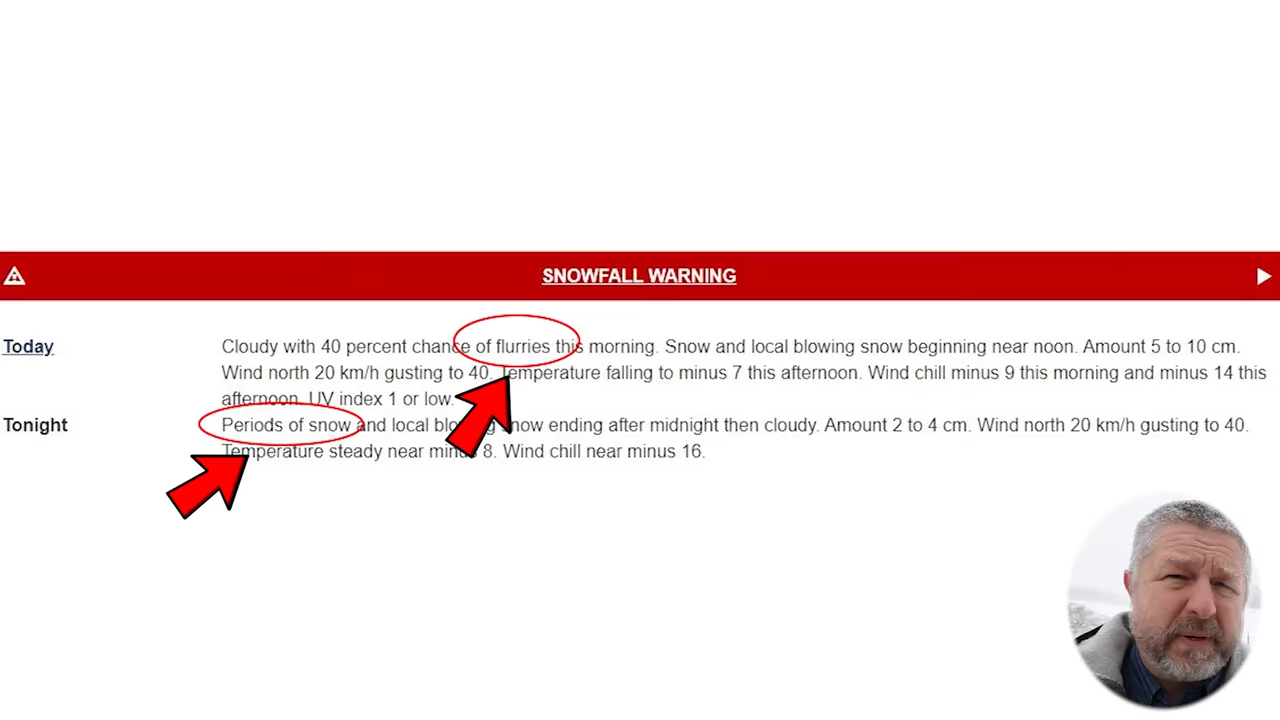 SNOWFALL WARNING
Today
Cloudy with 40 percent chance of flurries this morning. Snow and local blowing snow beginning near noon. Amount 5 to 10 cm.
Wind north 20 km/h gusting to 40. Temperature falling to minus 7 this afternoon. Wind chill minus 9 this morning and minus 14 this
afternoon. UV index 1 or low.
Tonight
Periods of snow and local blowing snow ending after midnight then cloudy. Amount 2 to 4 cm. Wind north 20 km/h gusting to 40.
Temperature steady near minus 8. Wind chill near minus 16.